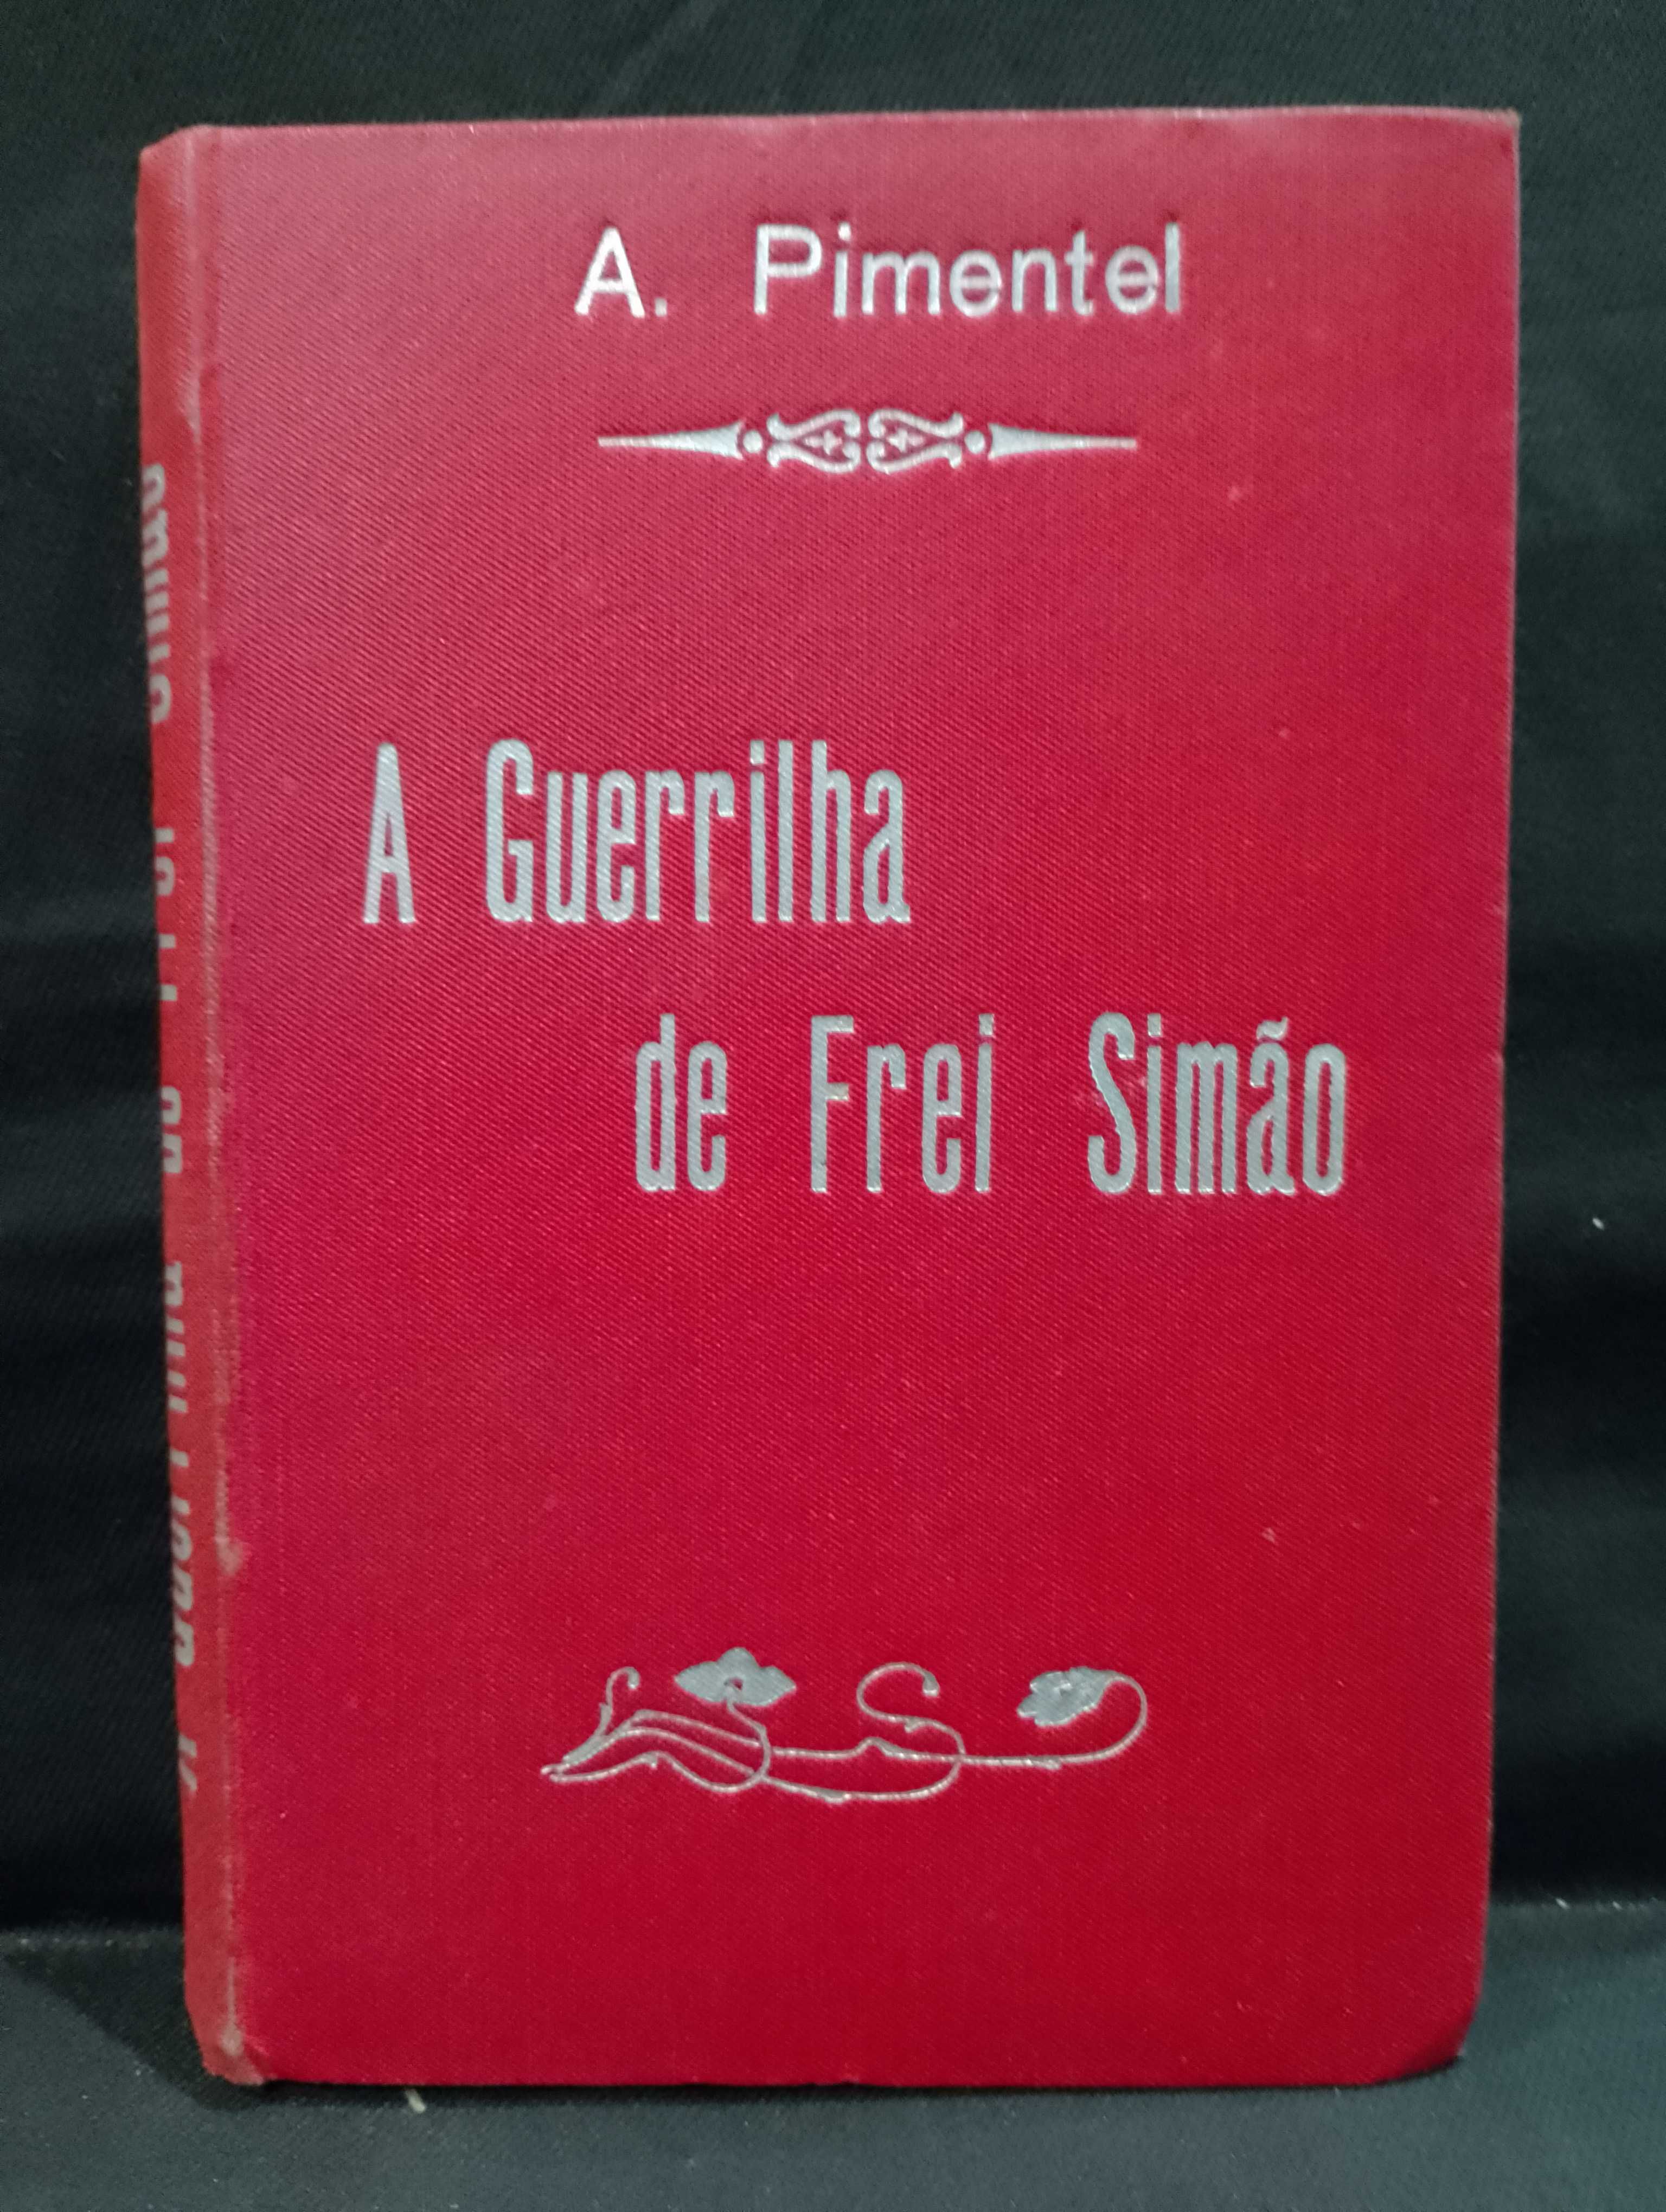 A. Pimentel
A Guerrilha
de Frei Simão